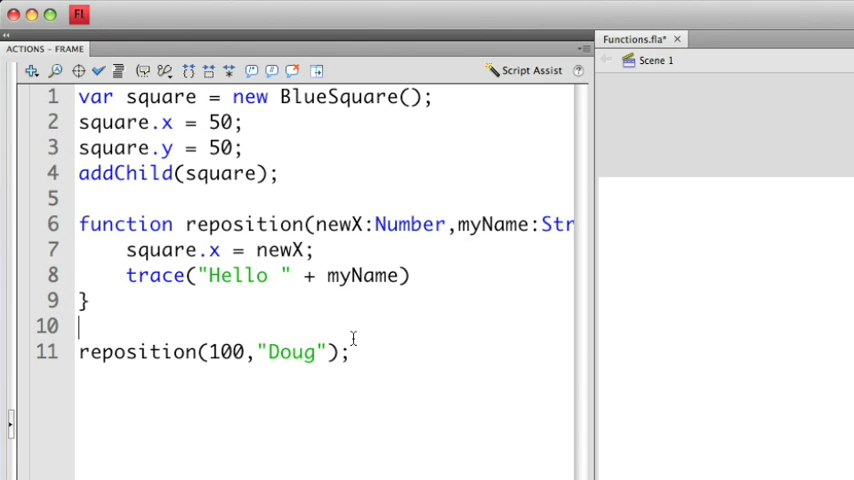 Fl
ACTIONS - FRAME
Functions.fla* ×
Script Assist
Scene 1
1 var square = new BlueSquare();
2 square.x = 50;
3 square.y = 50;
4 addChild(square);
5
6 function reposition(newX:Number,myName:Str
7 square.x = newX;
8 trace("Hello " + myName)
9 }
10
11 reposition(100,"Doug");